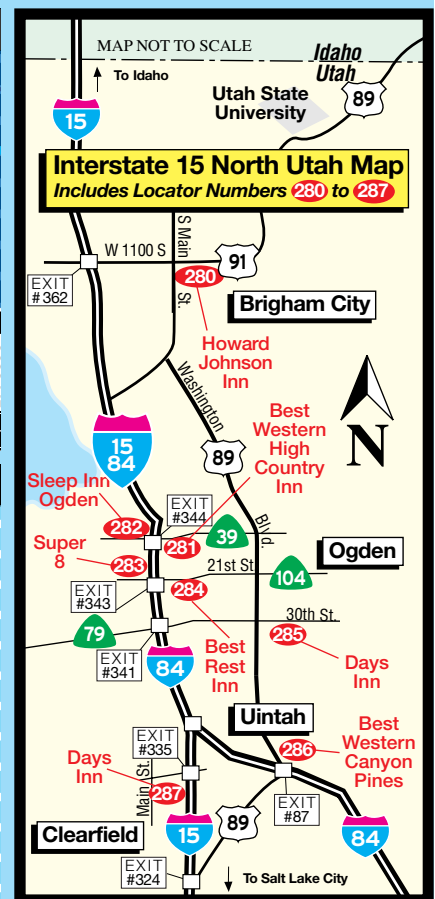 MAP NOT TO SCALE
Idaho
Utah
To Idaho
Utah State
University
89
15
Interstate 15 North Utah Map
Includes Locator Numbers 280 to 287
S Main St.
W 1100 S
91
280
EXIT
#362
Brigham City
Howard
Johnson
Inn
Washington Blvd.
Best
Western
High
Country
Inn
N
15
84
89
Sleep Inn
Ogden
EXIT
#344
282
281
39
Super
8
283
21st St
Ogden
104
EXIT
#343
284
30th St.
79
285
EXIT
#341
Best
Rest
Inn
Days
Inn
84
Uintah
EXIT
#335
Best
Western
Canyon
Pines
286
Days
Inn
287
Main St.
EXIT
#87
Clearfield
15
89
84
EXIT
#324
To Salt Lake City